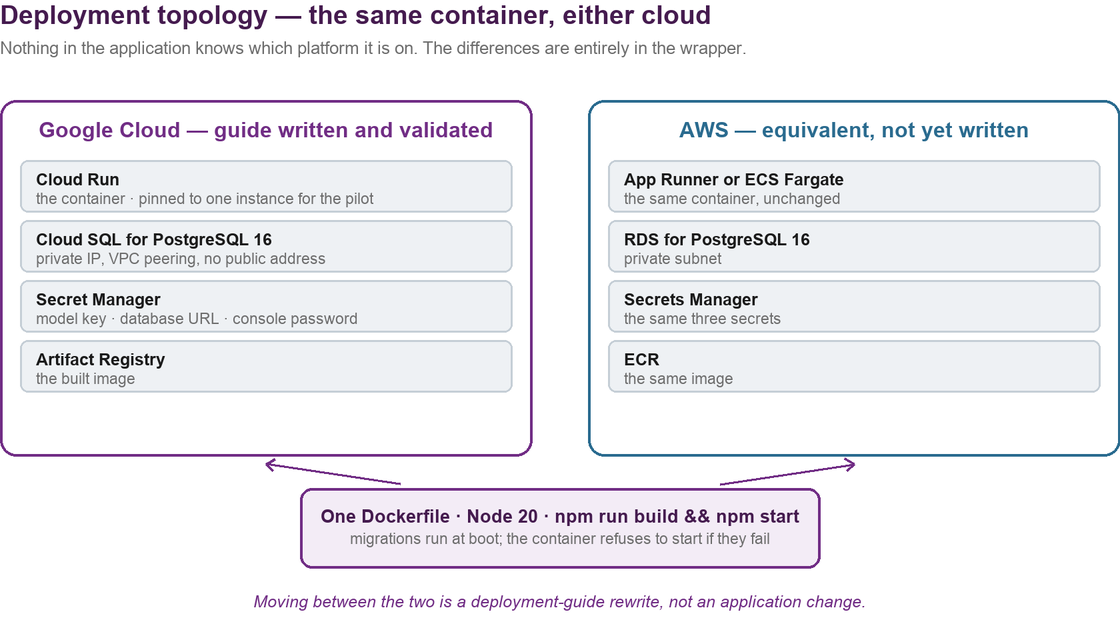 Deployment topology — the same container, either cloud
Nothing in the application knows which platform it is on. The differences are entirely in the wrapper.
Google Cloud — guide written and validated
Cloud Run
the container · pinned to one instance for the pilot
Cloud SQL for PostgreSQL 16
private IP, VPC peering, no public address
Secret Manager
model key · database URL · console password
Artifact Registry
the built image
AWS — equivalent, not yet written
App Runner or ECS Fargate
the same container, unchanged
RDS for PostgreSQL 16
private subnet
Secrets Manager
the same three secrets
ECR
the same image
One Dockerfile · Node 20 · npm run build && npm start
migrations run at boot; the container refuses to start if they fail
Moving between the two is a deployment-guide rewrite, not an application change.